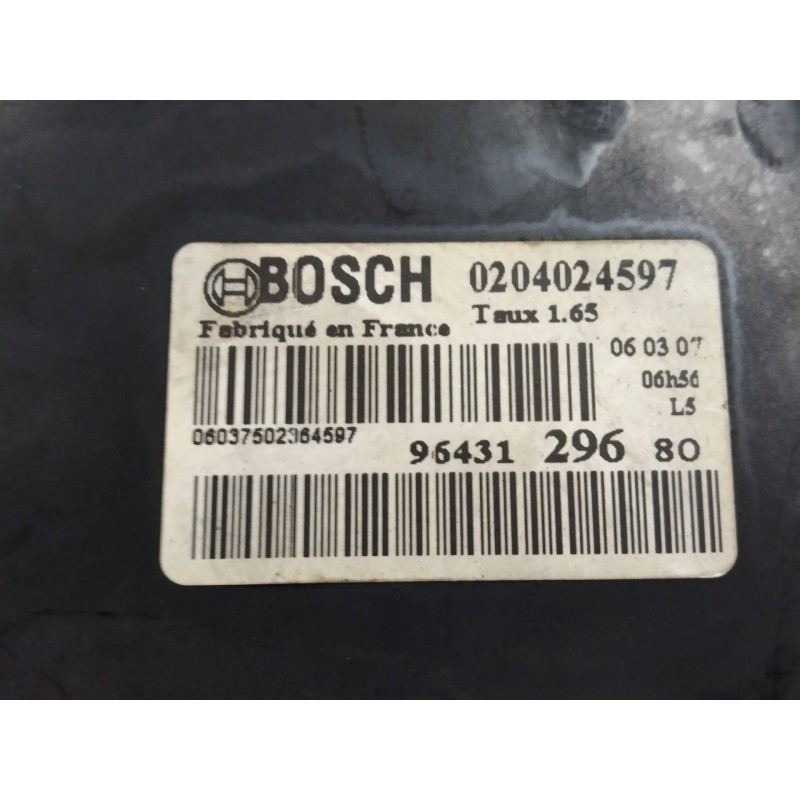 BOSCH 0204024597
Fabriqué en France Taux 1.65
06 03 07
06h56
L5
06037502364597
96431 296 80